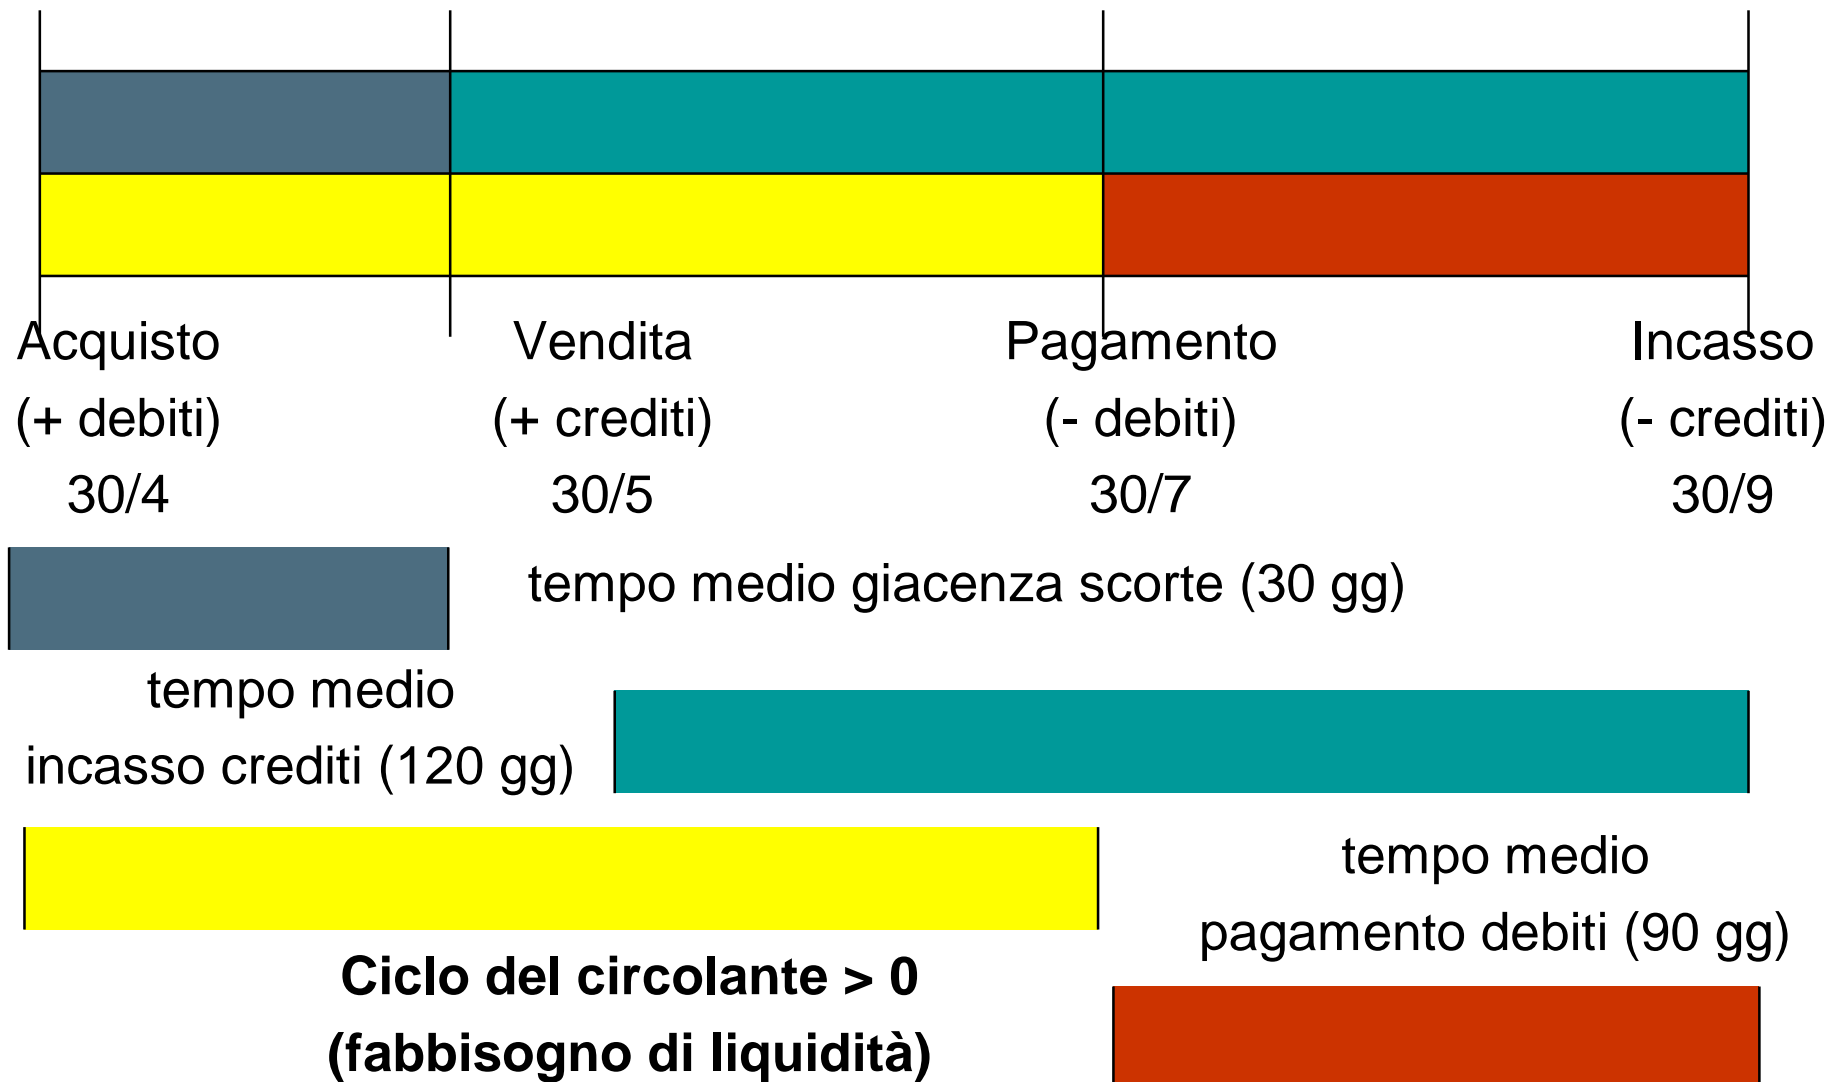 Acquisto
(+ debiti)
30/4
Vendita
(+ crediti)
30/5
Pagamento
(- debiti)
30/7
Incasso
(- crediti)
30/9
tempo medio giacenza scorte (30 gg)
tempo medio
incasso crediti (120 gg)
tempo medio
pagamento debiti (90 gg)
Ciclo del circolante > 0
(fabbisogno di liquidità)